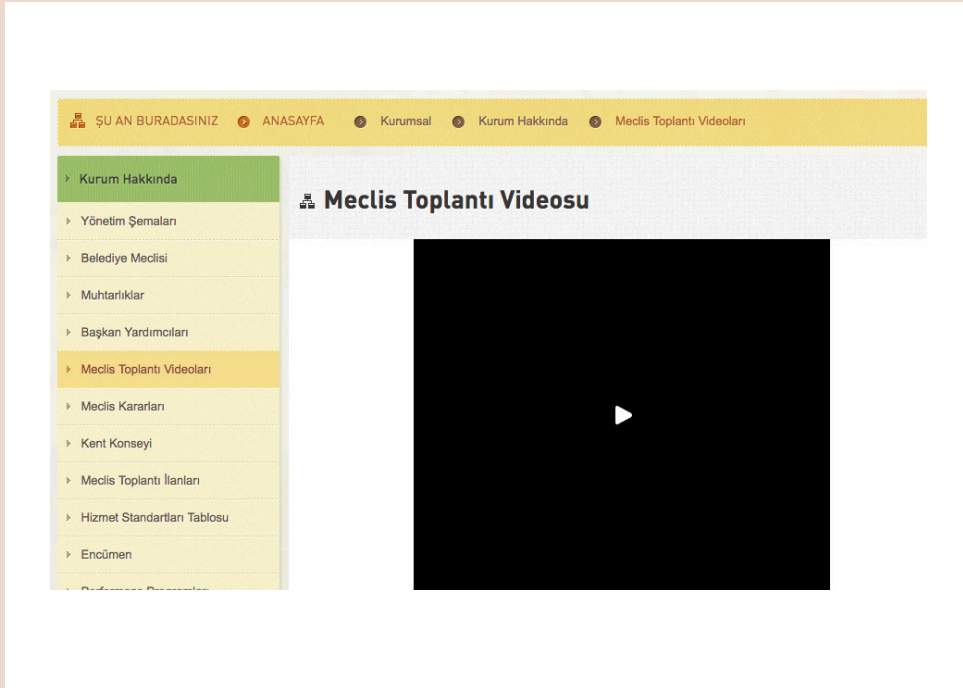 ŞU AN BURADASINIZ ANASAYFA Kurumsal Kurum Hakkında Meclis Toplantı Videoları
Kurum Hakkında
Meclis Toplantı Videosu
Yönetim Şemaları
Belediye Meclisi
Muhtarlıklar
Başkan Yardımcıları
Meclis Toplantı Videoları
Meclis Kararları
Kent Konseyi
Meclis Toplantı İlanları
Hizmet Standartları Tablosu
Encümen